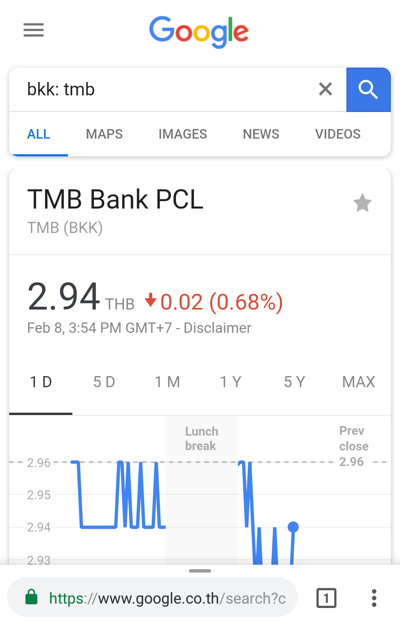 Google
bkk: tmb
ALL MAPS IMAGES NEWS VIDEOS
TMB Bank PCL
TMB (BKK)
2.94 THB 0.02 (0.68%)
Feb 8, 3:54 PM GMT+7 - Disclaimer
1 D 5 D 1 M 1 Y 5 Y MAX
Lunch
break
Prev
close
2.96
2.96
2.95
2.94
2.93
https://www.google.co.th/search?c
1